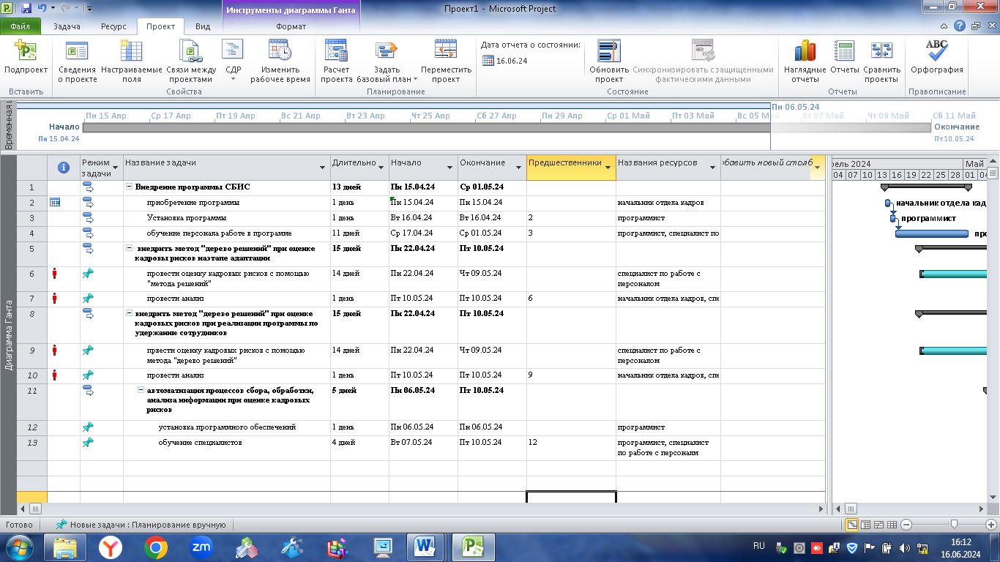 Инструменты диаграммы Ганта
Проект1 - Microsoft Project
Файл Задача Ресурс Проект Вид Формат
Подпроект
Сведения о проекте
Настраиваемые поля
Связи между проектами
СДР
Изменить рабочее время
Расчет проекта
Задать базовый план
Переместить проект
Дата отчета о состоянии:
16.06.24
Обновить проект
Синхронизировать с защищенными фактическими данными
Наглядные отчеты
Отчеты
Сравнить проекты
ABC
Орфография
Вставить Свойства Планирование Состояние Отчеты Правописание
Временная
Пн 06.05.24
Пн 15 Апр Ср 17 Апр Пт 19 Апр Вс 21 Апр Вт 23 Апр Чт 25 Апр Сб 27 Апр Пн 29 Апр Ср 01 Май Пт 03 Май Вс 05 Май Вт 07 Май Чт 09 Май Сб 11 Май
Начало
Пн 15.04.24
Окончание
Пт 10.05.24
Диаграмма Ганта
Режим задачи Название задачи Длительно Начало Окончание Предшественники Названия ресурсов обавить новый столб
рель 2024 Май
04 07 10 13 16 19 22 25 28 01 04
1 Внедрение программы СБИС 13 дней Пн 15.04.24 Ср 01.05.24
2 приобретение программы 1 день Пн 15.04.24 Пн 15.04.24 начальник отдела кадров
начальник отдела кад
3 Установка программы 1 день Вт 16.04.24 Вт 16.04.24 2 программист
программист
4 обучение персонала работе в программе 11 дней Ср 17.04.24 Ср 01.05.24 3 программист, специалист по
про
5 внедрить метод "дерево решений" при оценке 15 дней Пн 22.04.24 Пт 10.05.24
кадровы рисков наэтапе адаптации
6 провести оценку кадровых рисков с помощью 14 дней Пн 22.04.24 Чт 09.05.24 специалист по работе с
"метода решений" персоналом
7 провести анализ 1 день Пт 10.05.24 Пт 10.05.24 6 начальник отдела кадров, спе
8 внедрить метод "дерево решений" при оценке 15 дней Пн 22.04.24 Пт 10.05.24
кадровых рисков при реализации программы по
удержанию сотрудников
9 првести оценку кадровых рисков с помощью 14 дней Пн 22.04.24 Чт 09.05.24 специалист по работе с
метода "дерево решений" персоналом
10 провести анализ 1 день Пт 10.05.24 Пт 10.05.24 9 начальник отдела кадров, спе
11 автоматизация процессов сбора, обработки, 5 дней Пн 06.05.24 Пт 10.05.24
анализа информации при оценке кадровых
рисков
12 установка программного обеспечений 1 день Пн 06.05.24 Пн 06.05.24 программист
13 обучение специалистов 4 дней Вт 07.05.24 Пт 10.05.24 12 программист, специалист
по работе с персоналм
Готово Новые задачи : Планирование вручную
zm
RU
16:12
16.06.2024